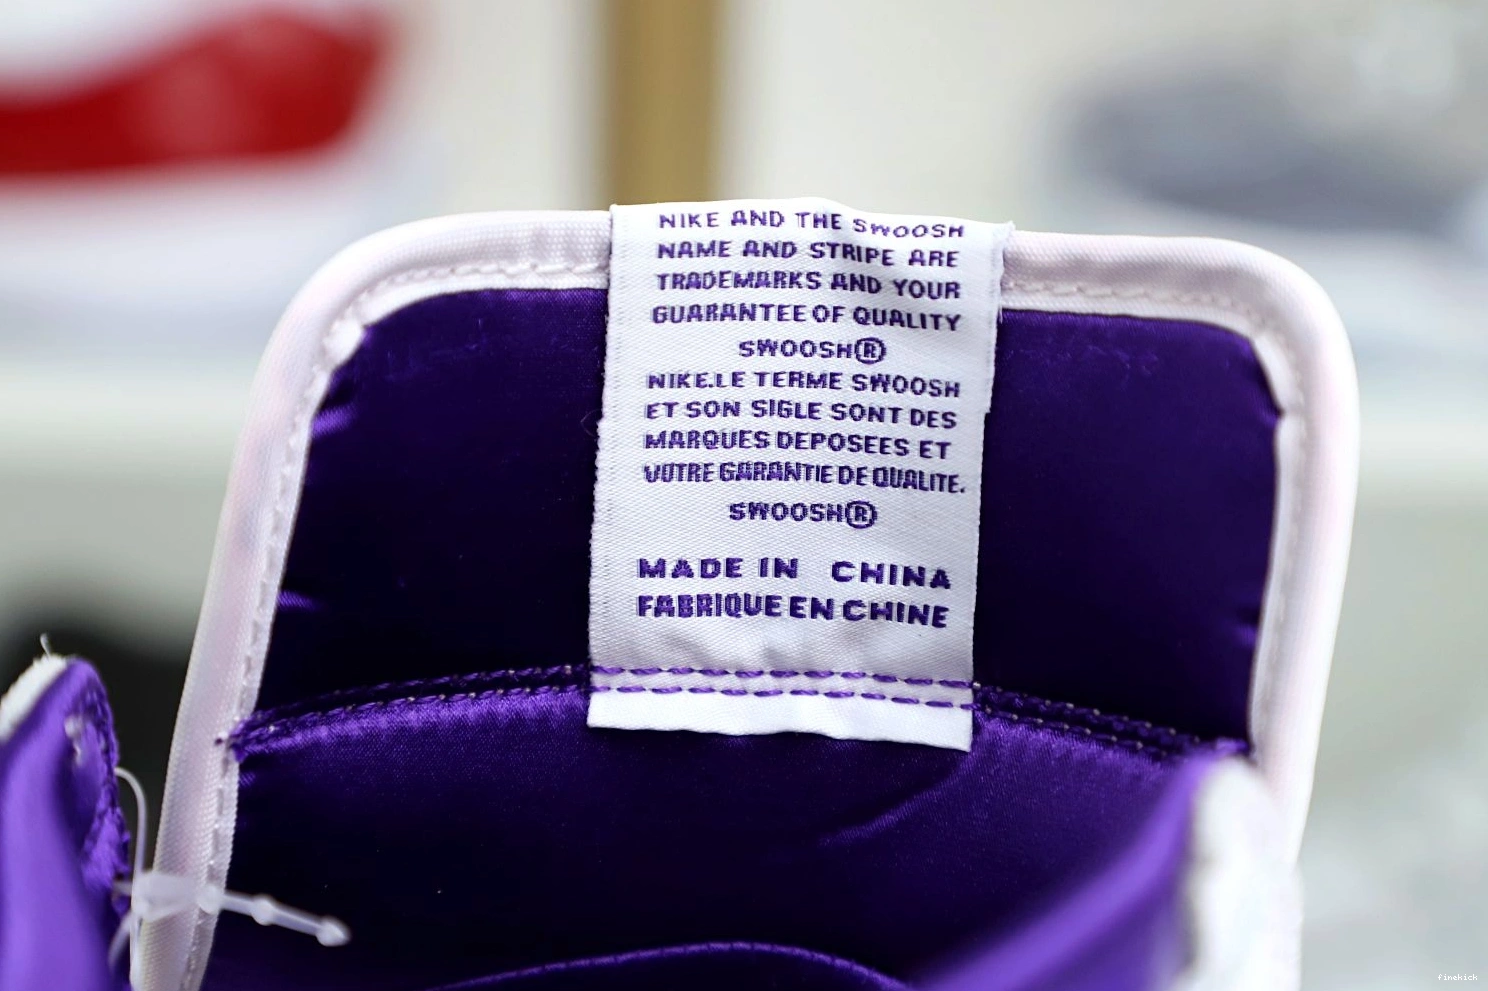 NIKE AND THE SWOOSH
NAME AND STRIPE ARE
TRADEMARKS AND YOUR
GUARANTEE OF QUALITY
SWOOSH®
NIKE.LE TERME SWOOSH
ET SON SIGLE SONT DES
MARQUES DEPOSEES ET
VOTRE GARANTIE DE QUALITE.
SWOOSH®
MADE IN CHINA
FABRIQUE EN CHINE
finekick